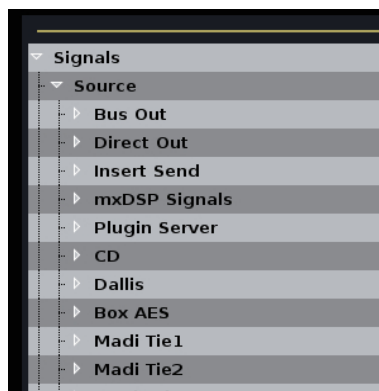 Signals
Source
Bus Out
Direct Out
Insert Send
mxDSP Signals
Plugin Server
CD
Dallis
Box AES
Madi Tie1
Madi Tie2